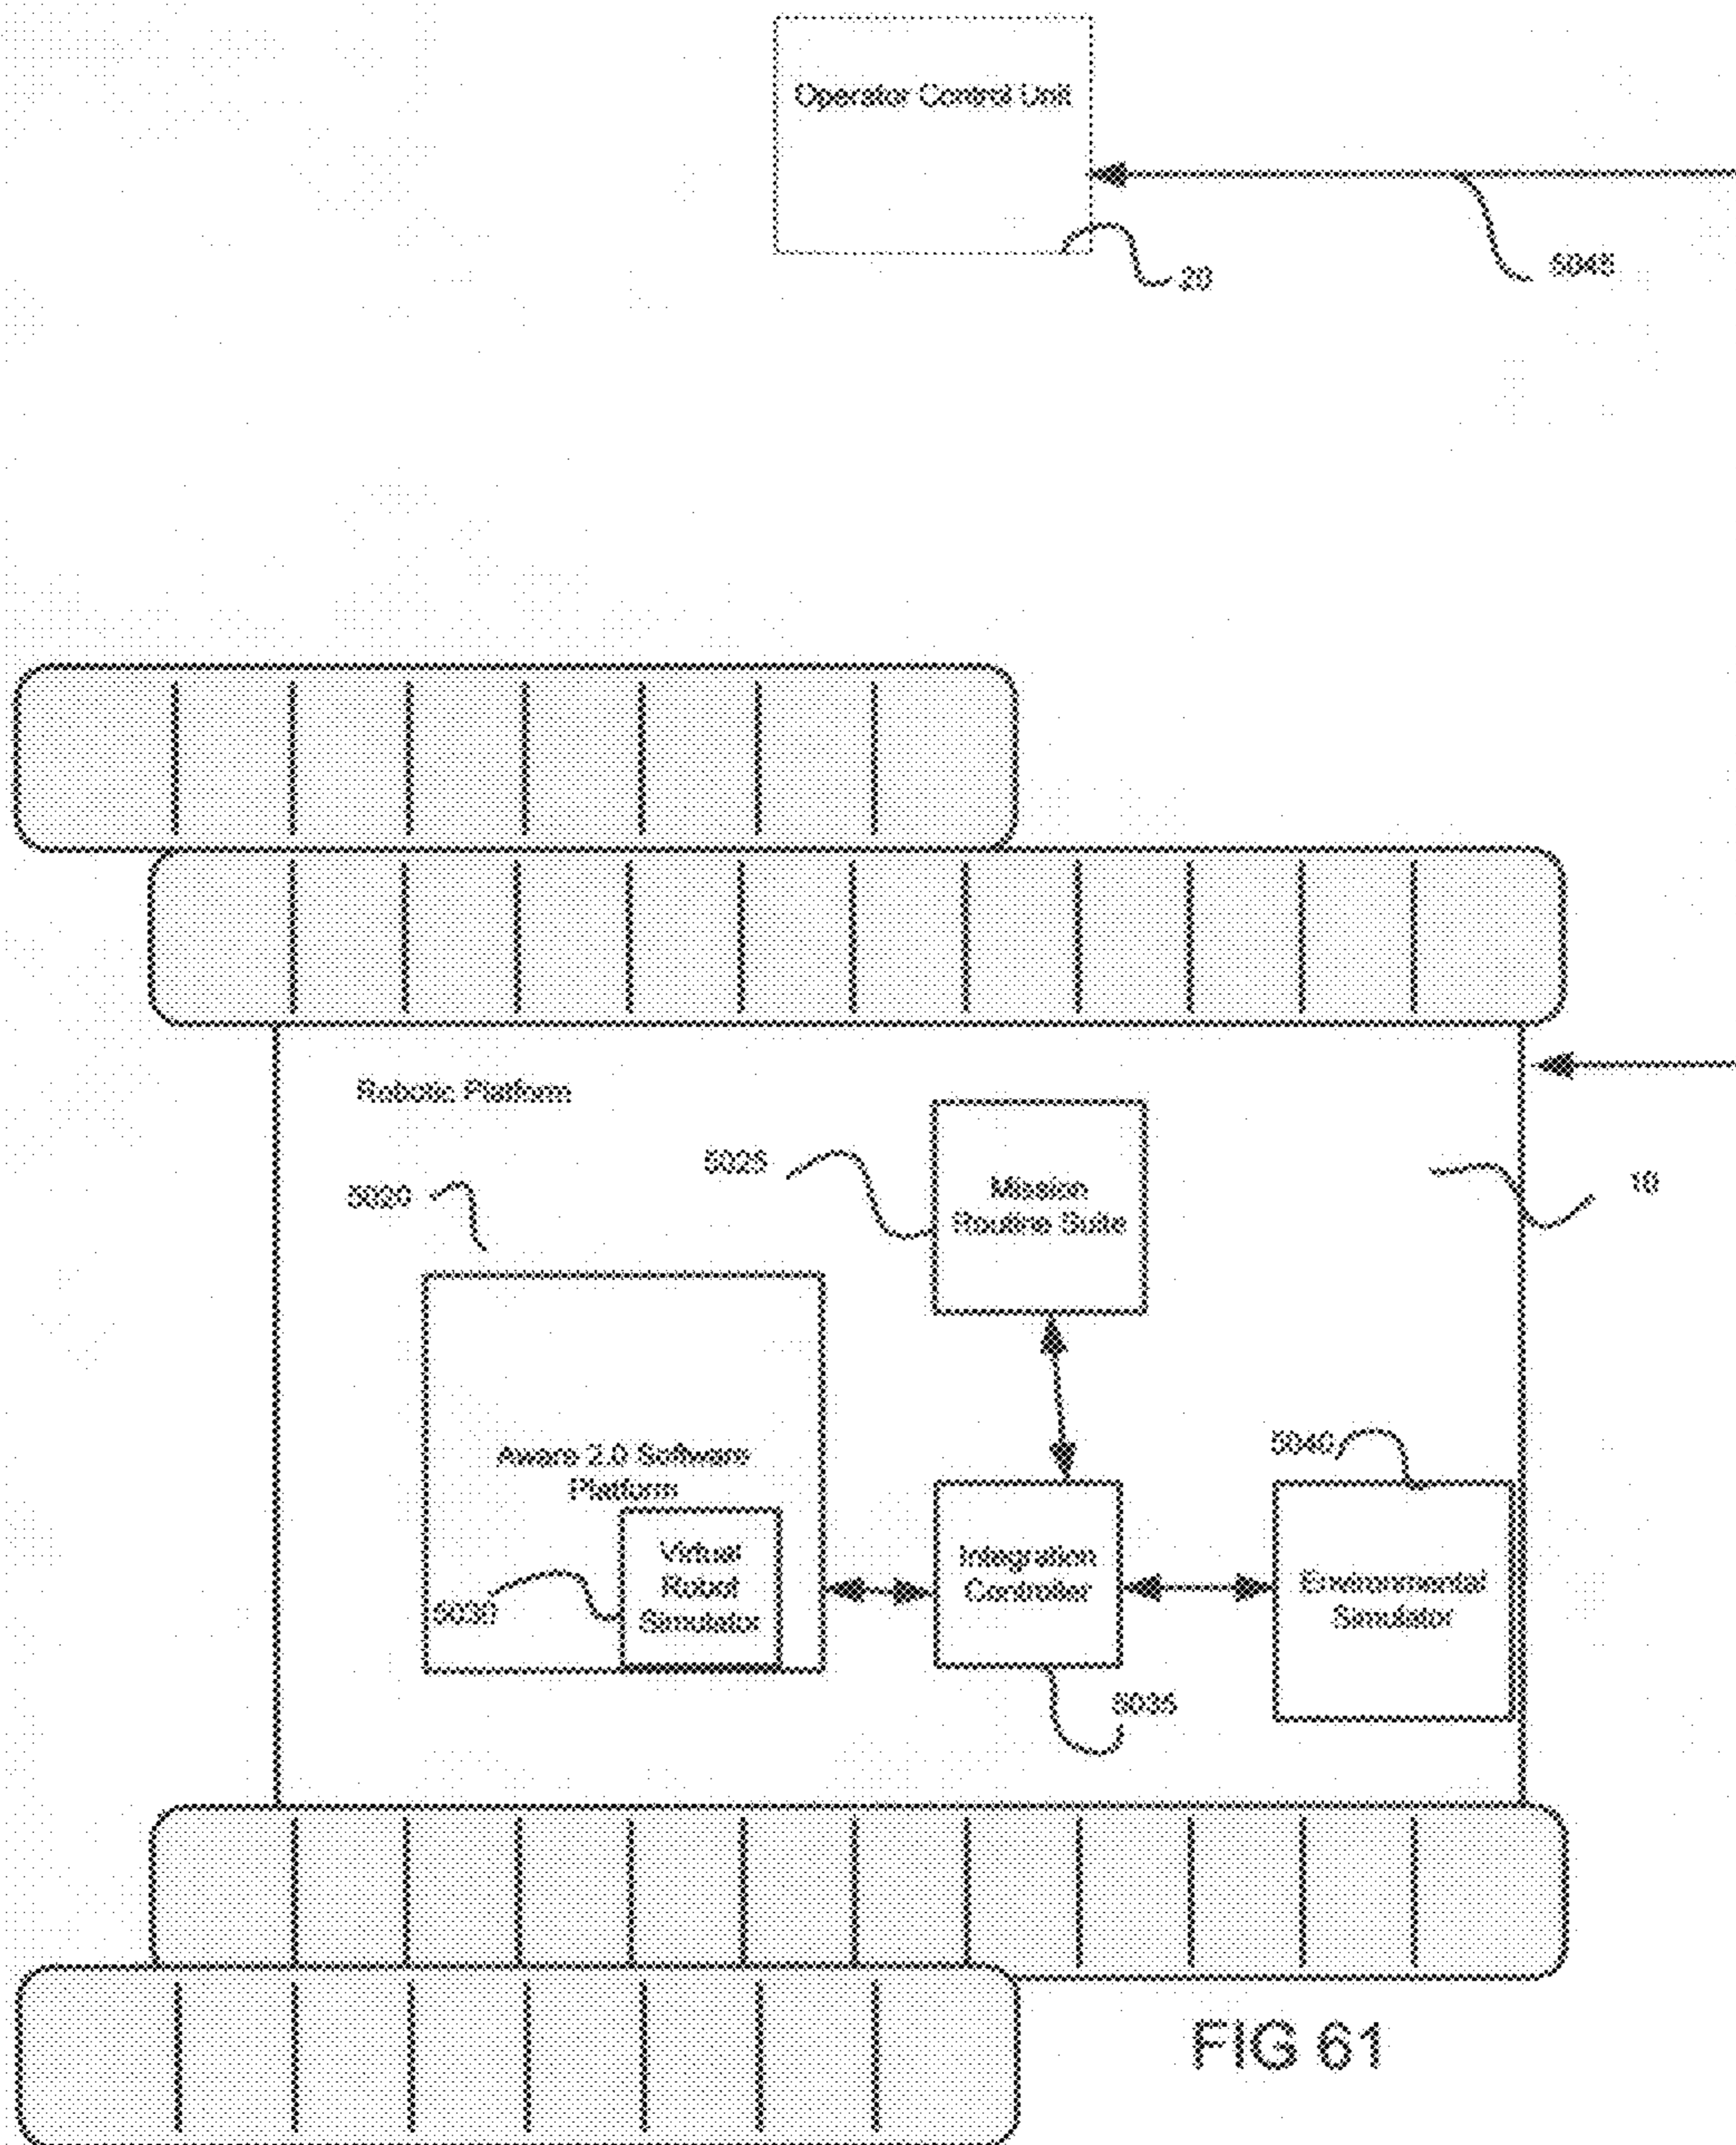 Operator Control Unit
20
5045
Robotic Platform
5025
Mission
Routine Suite
5020
10
Aware 2.0 Software
Platform
5040
Virtual
Robot
Simulator
5030
Integration
Controller
Environmental
Simulator
5035
FIG 61